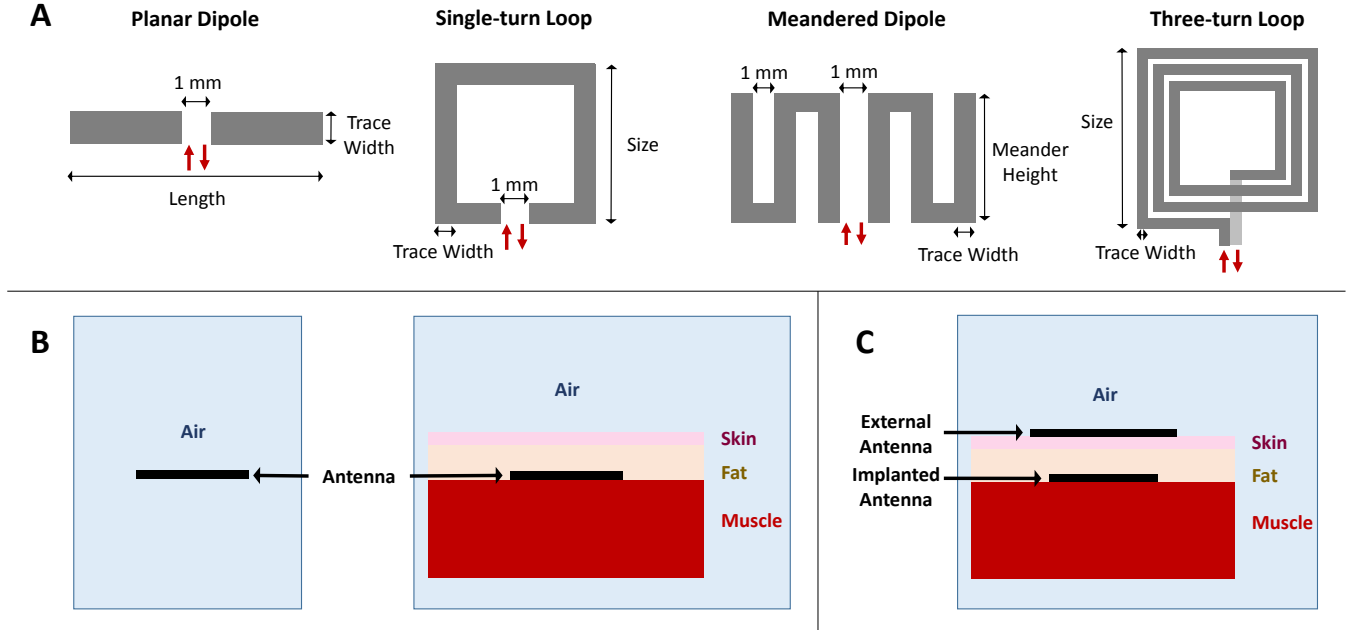 A
Planar Dipole
1 mm
Trace
Width
Length
Single-turn Loop
Size
1 mm
Trace Width
Meandered Dipole
1 mm
1 mm
Meander
Height
Trace Width
Three-turn Loop
Size
Trace
Width
B
Air
Antenna
Air
Skin
Fat
Muscle
C
Air
External
Antenna
Implanted
Antenna
Skin
Fat
Muscle